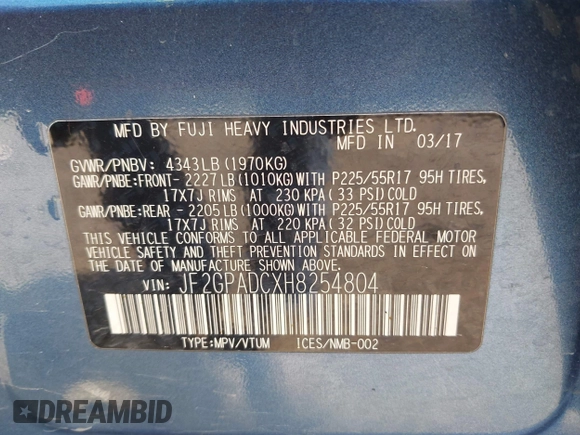 MFD BY FUJI HEAVY INDUSTRIES LTD.
MFD IN 03/17
GVWR/PNBV: 4343LB (1970KG)
GAWR/PNBE:FRONT- 2227LB (1010KG)WITH P225/55R17 95H TIRES,
17X7J RIMS AT 230 KPA (33 PSI)COLD
GAWR/PNBE:REAR - 2205LB (1000KG)WITH P225/55R17 95H TIRES,
17X7J RIMS AT 220 KPA (32 PSI)COLD
THIS VEHICLE CONFORMS TO ALL APPLICABLE FEDERAL MOTOR
VEHICLE SAFETY AND THEFT PREVENTION STANDARDS IN EFFECT ON
THE DATE OF MANUFACTURE SHOWN ABOVE.
VIN: JF2GPADCXH8254804
TYPE:MPV/VTUM ICES/NMB-002
DREAMBID